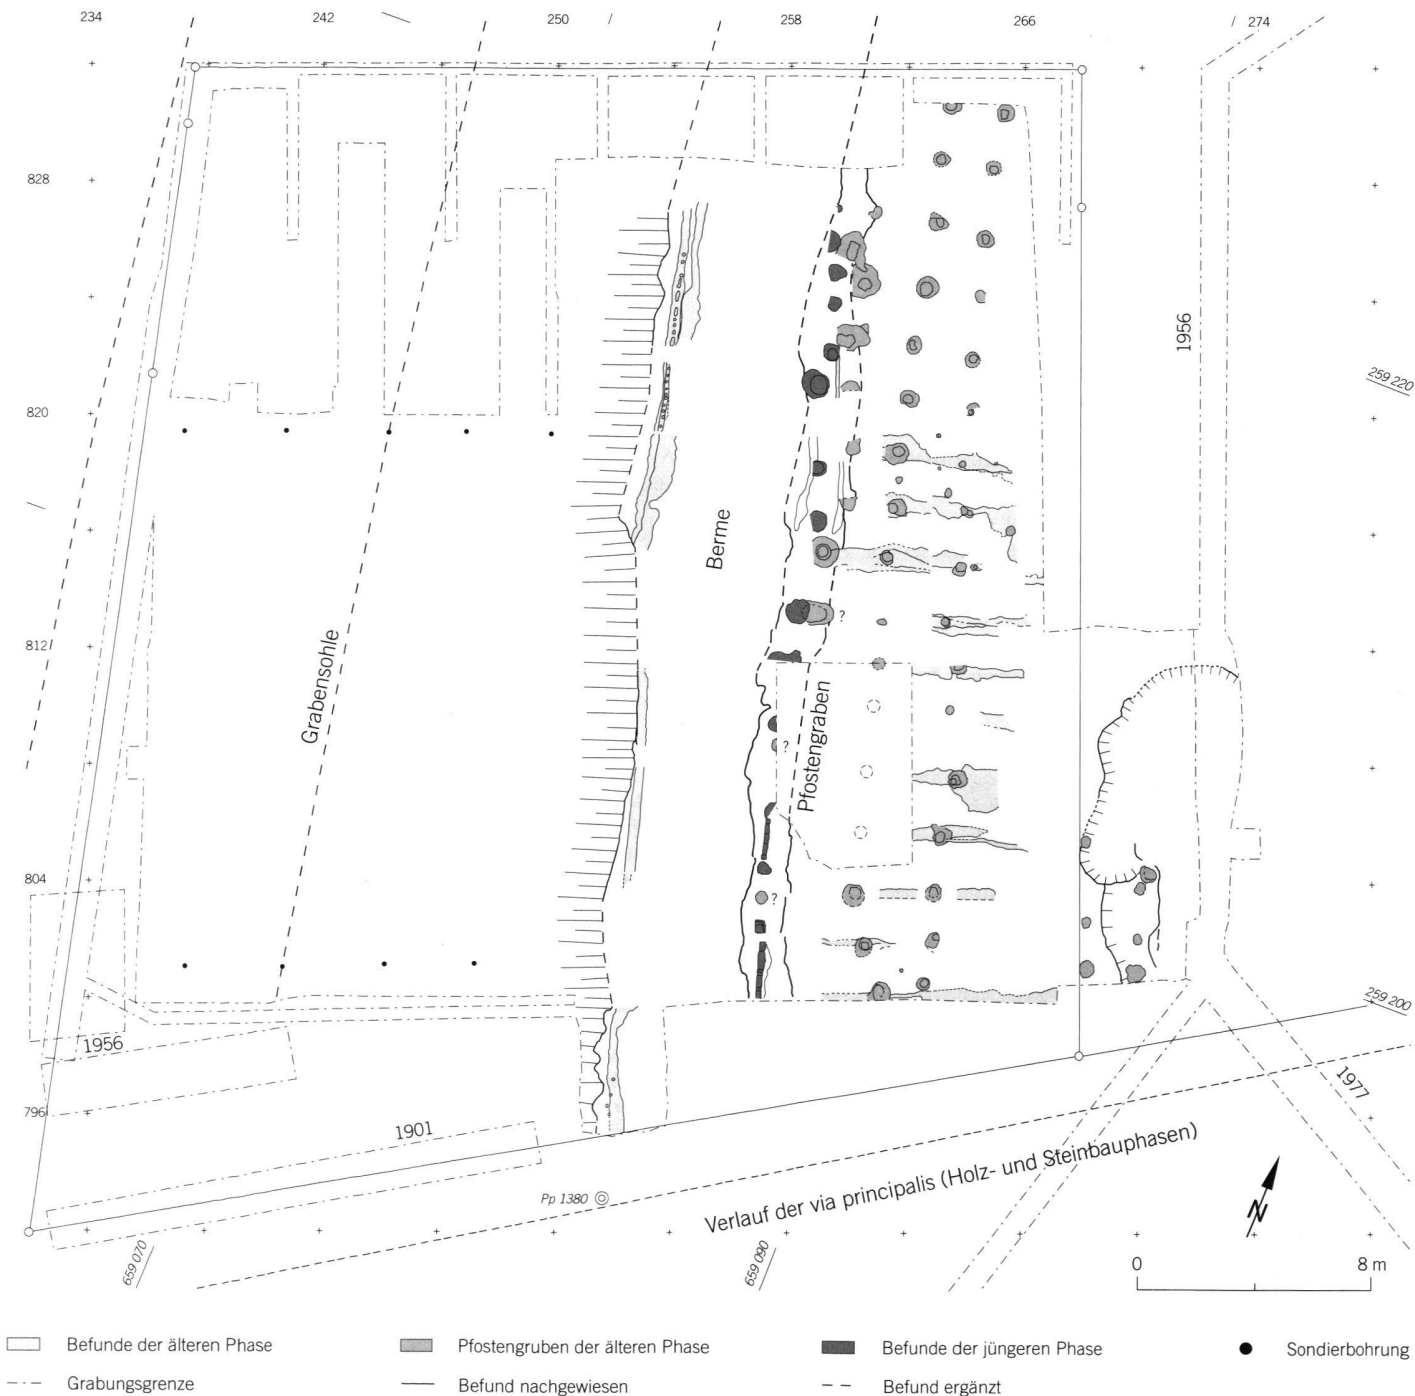 234 242 250 258 266 274
828
1956
259 220
820
Berme
812
?
Grabensohle
Pfostengraben
?
804
?
259 200
1956
1977
796
1901
Pp 1380
Verlauf der via principalis (Holz- und Steinbauphasen)
N
659 070
659 090
0 8 m
Befunde der älteren Phase Pfostengruben der älteren Phase Befunde der jüngeren Phase Sondierbohrung
Grabungsgrenze Befund nachgewiesen Befund ergänzt